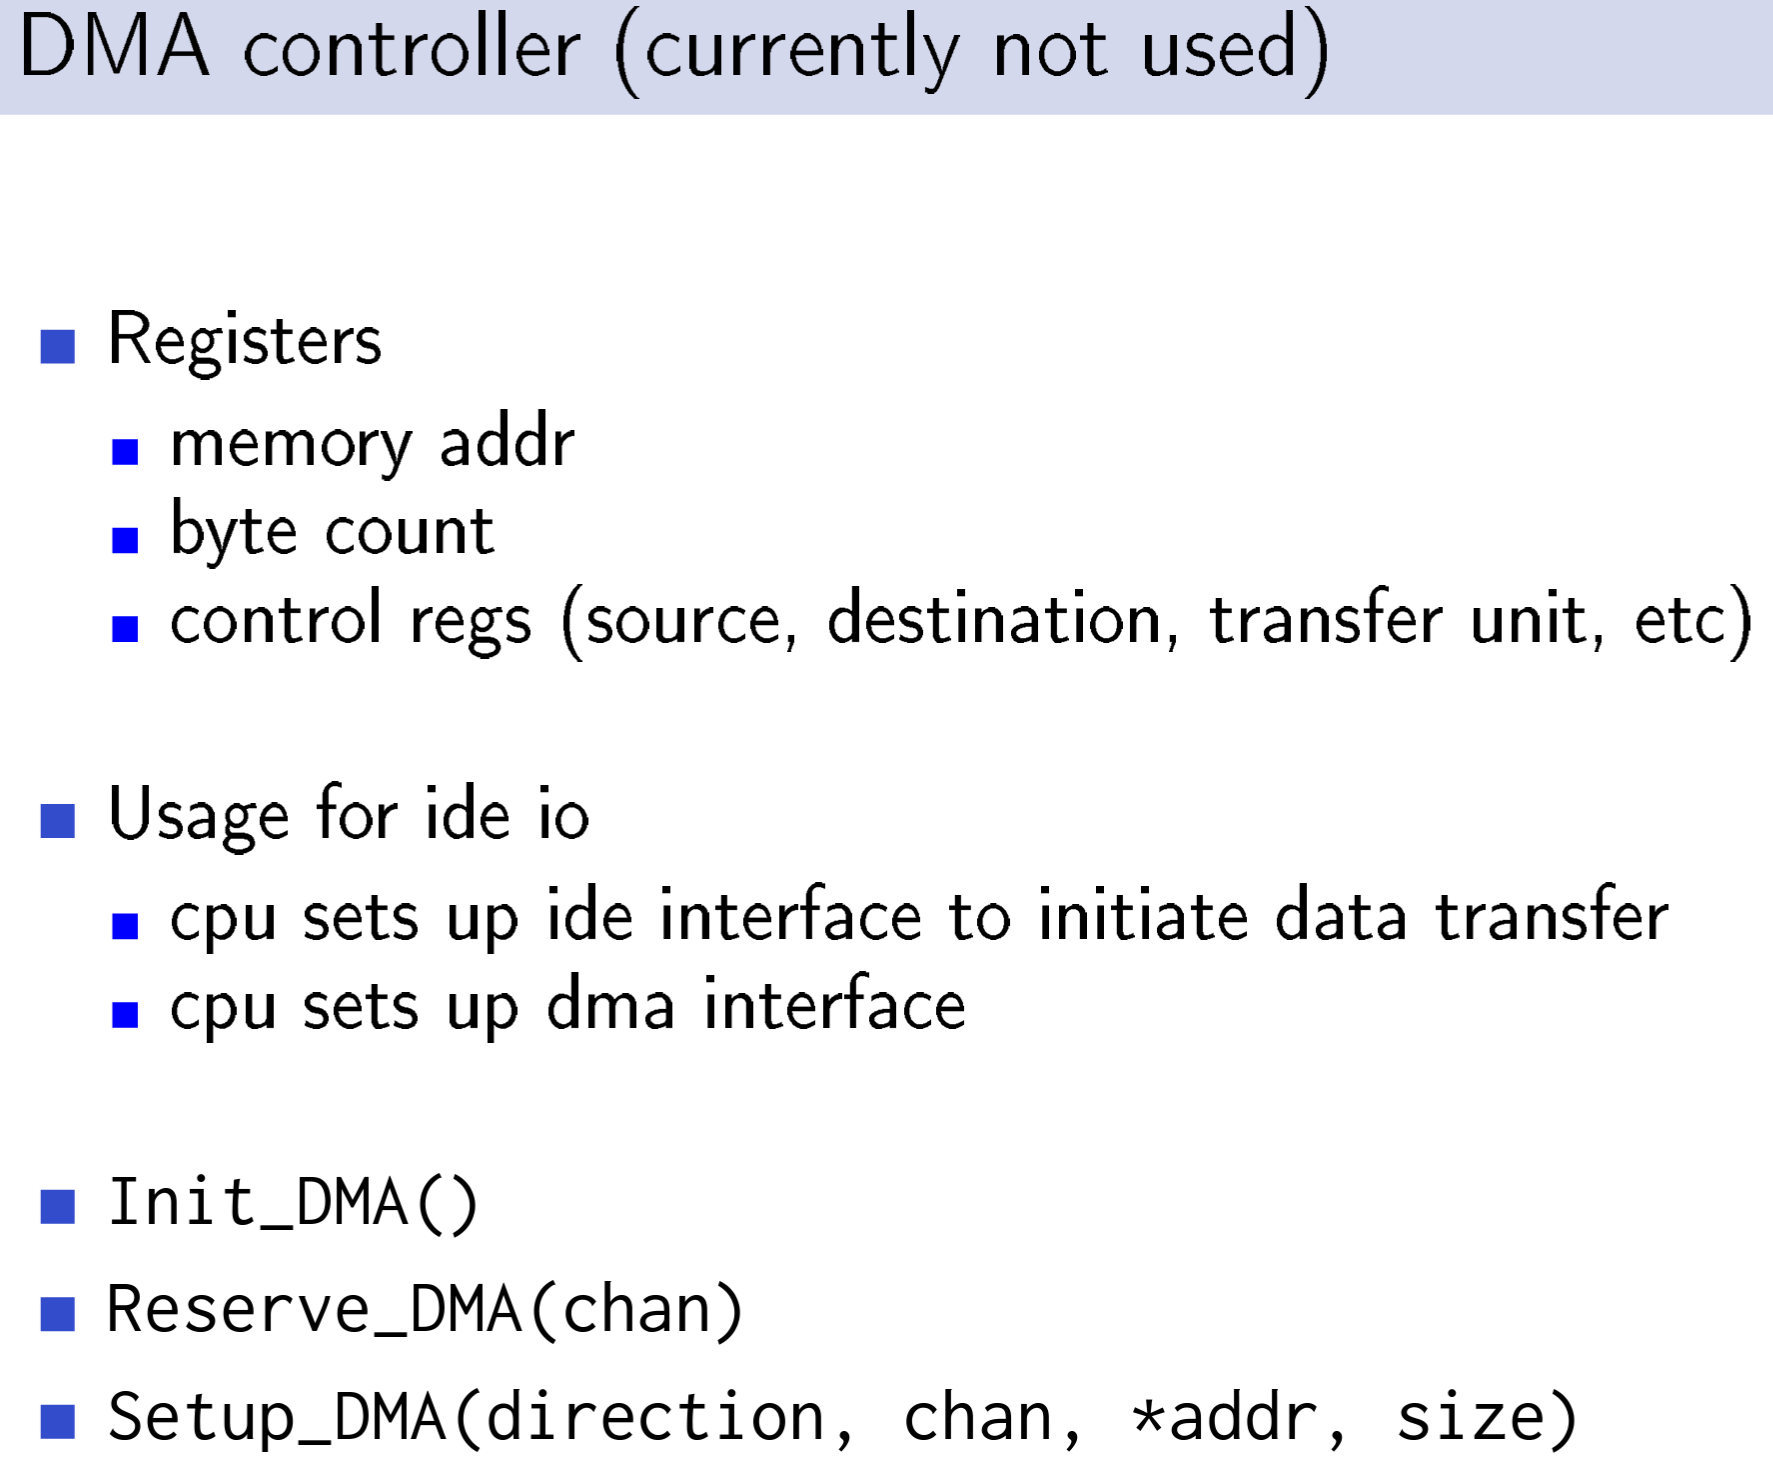 DMA controller (currently not used)
Registers
memory addr
byte count
control regs (source, destination, transfer unit, etc)
Usage for ide io
cpu sets up ide interface to initiate data transfer
cpu sets up dma interface
Init_DMA()
Reserve_DMA(chan)
Setup_DMA(direction, chan, *addr, size)